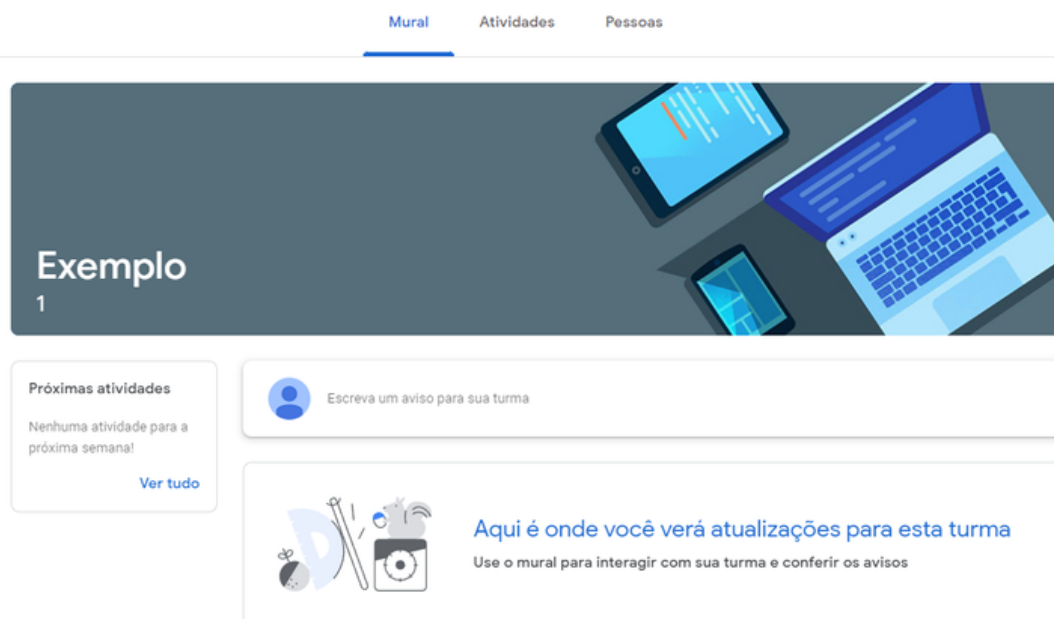 Mural
Atividades
Pessoas
Exemplo
1
Próximas atividades
Nenhuma atividade para a
próxima semana!
Ver tudo
Escreva um aviso para sua turma
Aqui é onde você verá atualizações para esta turma
Use o mural para interagir com sua turma e conferir os avisos